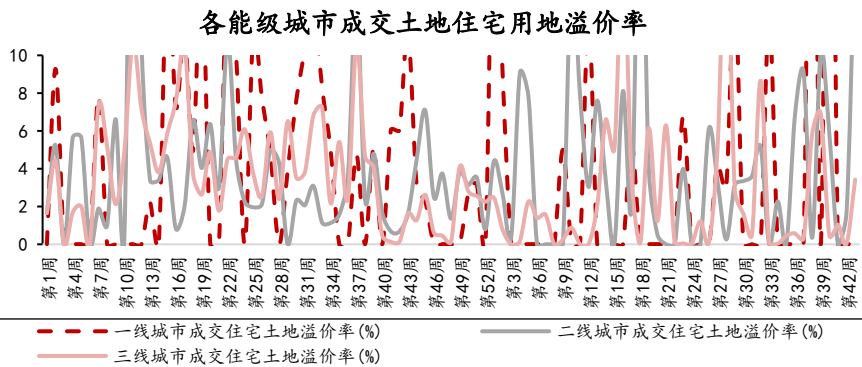 各能级城市成交土地住宅用地溢价率
10
8
6
4
2
0
第1周 第4周 第7周 第10周 第13周 第16周 第19周 第22周 第25周 第28周 第31周 第34周 第37周 第40周 第43周 第46周 第49周 第52周 第3周 第6周 第9周 第12周 第15周 第18周 第21周 第24周 第27周 第30周 第33周 第36周 第39周 第42周
一线城市成交住宅土地溢价率(%) 二线城市成交住宅土地溢价率(%)
三线城市成交住宅土地溢价率(%)